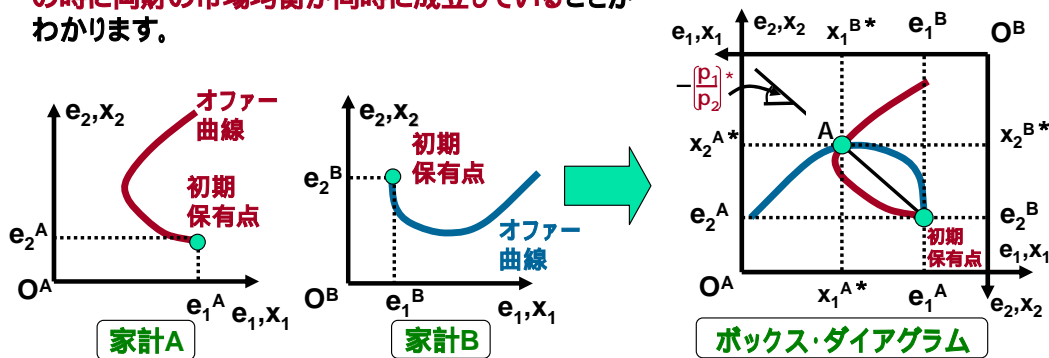 の時に両財の市場均衡が同時に成立していることが
わかります。
e₂,x₂
オファー
曲線
初期
保有点
e₂ᴬ
Oᴬ
e₁ᴬ
e₁,x₁
家計A
e₂,x₂
初期
保有点
e₂ᴮ
オファー
曲線
Oᴮ
e₁ᴮ
e₁,x₁
家計B
e₁,x₁
e₂,x₂
x₁ᴮ*
e₁ᴮ
Oᴮ
−(p₁/p₂)*
A
x₂ᴬ*
x₂ᴮ*
e₂ᴬ
e₂ᴮ
初期
保有点
e₁,x₁
Oᴬ
x₁ᴬ*
e₁ᴬ
e₂,x₂
ボックス・ダイアグラム